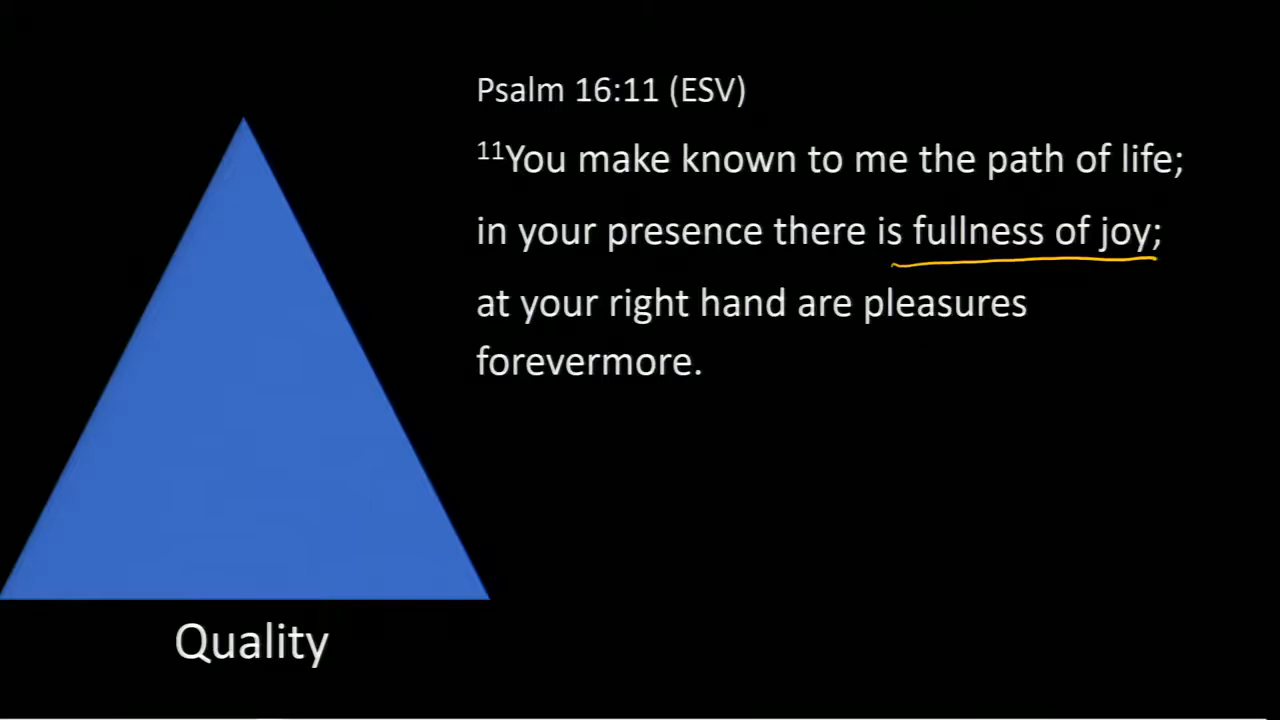 Psalm 16:11 (ESV)
¹¹You make known to me the path of life;
in your presence there is fullness of joy;
at your right hand are pleasures
forevermore.
Quality